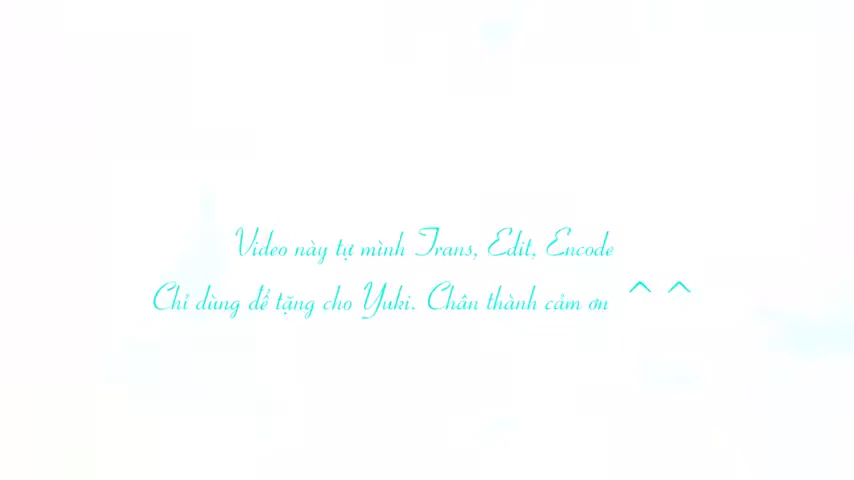 Video này tự mình Trans, Edit, Encode
Chỉ dùng để tặng cho Yuki. Chân thành cảm ơn ^ ^